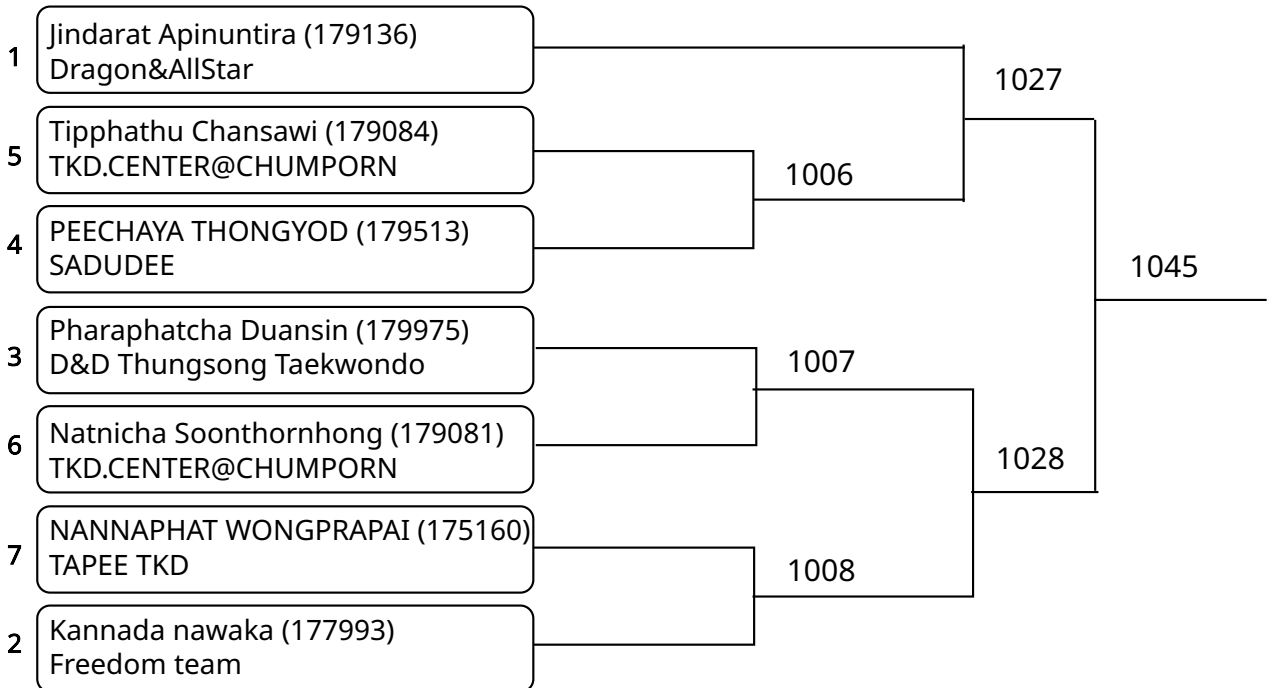 1
Jindarat Apinuntira (179136)
Dragon&AllStar
1027
5
Tipphathu Chansawi (179084)
TKD.CENTER@CHUMPORN
1006
4
PEECHAYA THONGYOD (179513)
SADUDEE
1045
3
Pharaphatcha Duansin (179975)
D&D Thungsong Taekwondo
1007
6
Natnicha Soonthornhong (179081)
TKD.CENTER@CHUMPORN
1028
7
NANNAPHAT WONGPRAPAI (175160)
TAPEE TKD
1008
2
Kannada nawaka (177993)
Freedom team